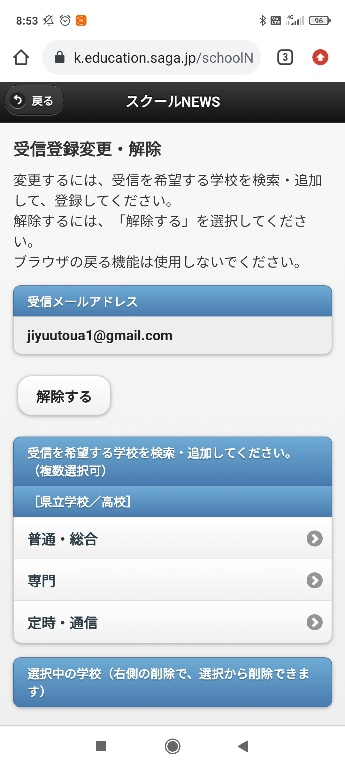 8:53
96
k.education.saga.jp/schoolN
3
戻る
スクールNEWS
受信登録変更・解除
変更するには、受信を希望する学校を検索・追加
して、登録してください。
解除するには、「解除する」を選択してくださ
い。
ブラウザの戻る機能は使用しないでください。
受信メールアドレス
jiyuutoua1@gmail.com
解除する
受信を希望する学校を検索・追加してください。
（複数選択可）
［県立学校／高校］
普通・総合
専門
定時・通信
選択中の学校（右側の削除で、選択から削除できま
す）